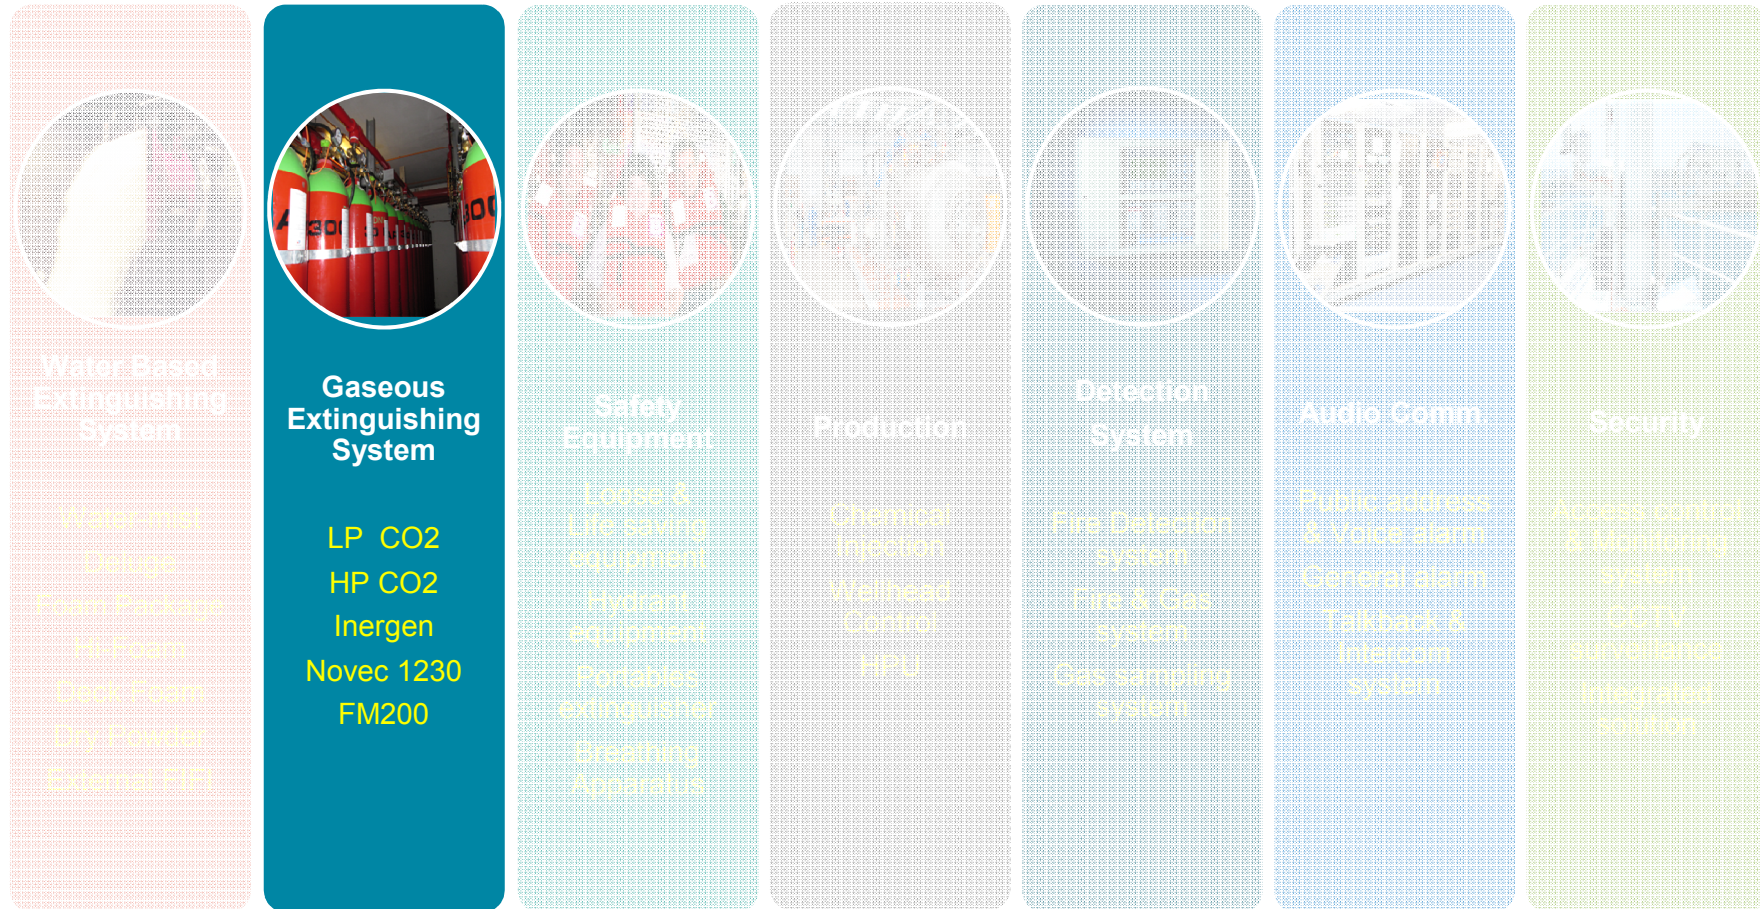 Water Based
Extinguishing
System
Water mist
Deluge
Foam Package
Hi-Foam
Deck Foam
Dry Powder
External FIFI
Gaseous
Extinguishing
System
LP CO2
HP CO2
Inergen
Novec 1230
FM200
300
300
Safety
Equipment
Loose &
Life saving
equipment
Hydrant
equipment
Portables
extinguisher
Breathing
Apparatus
Production
Chemical
Injection
Wellhead
Control
HPU
Detection
System
Fire Detection
system
Fire & Gas
system
Gas sampling
system
Audio Comm.
Public address
& Voice alarm
General alarm
Talkback &
Intercom
system
Security
Access control
& Monitoring
system
CCTV
surveillance
Integrated
solution